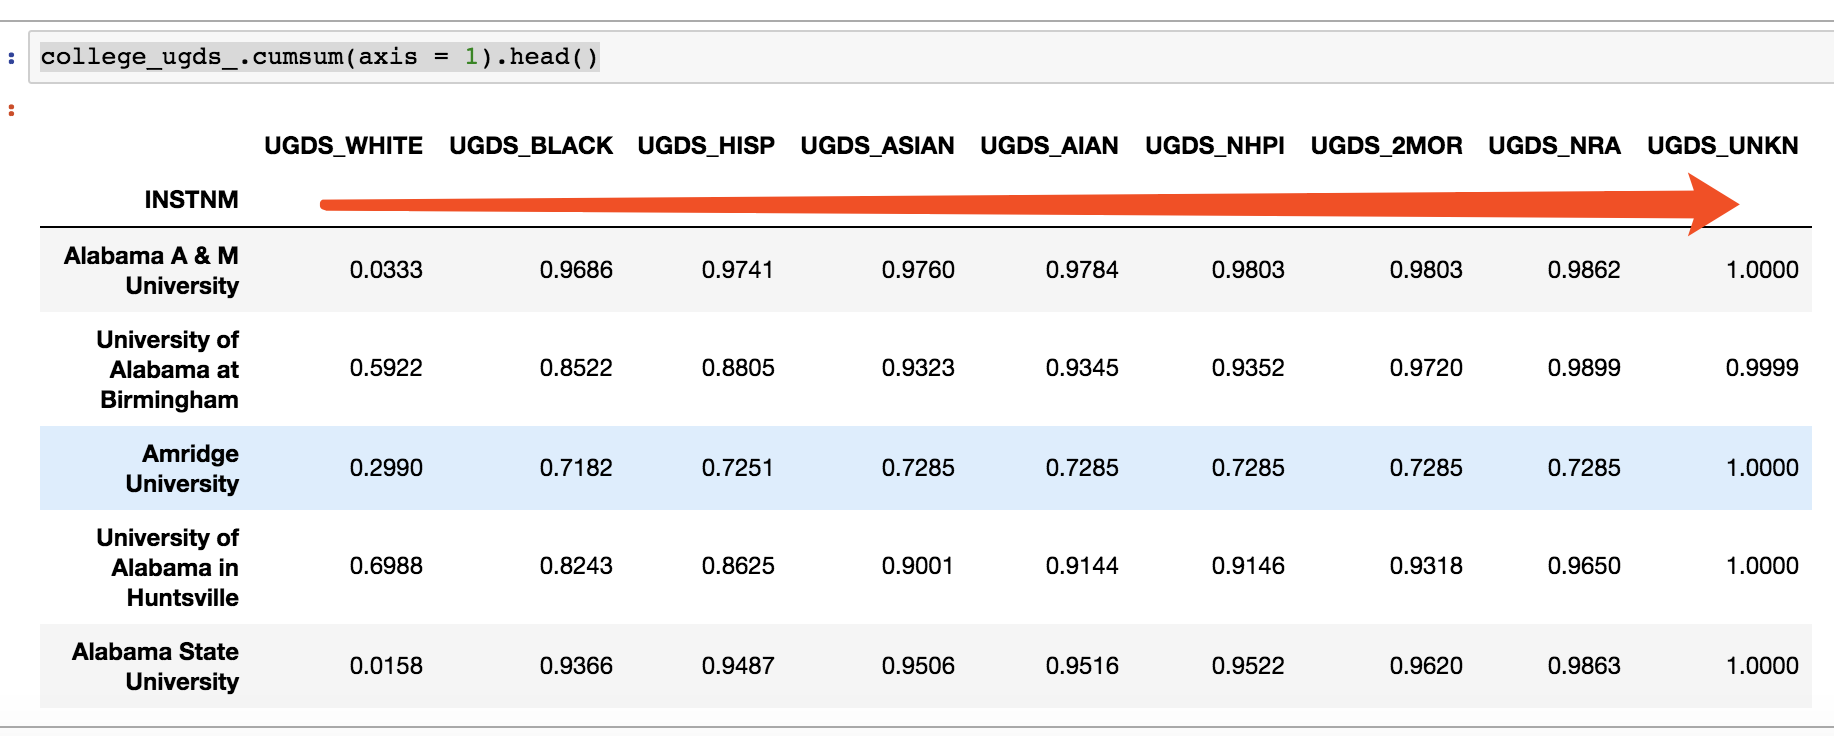 college_ugds_.cumsum(axis = 1).head()
UGDS_WHITE UGDS_BLACK UGDS_HISP UGDS_ASIAN UGDS_AIAN UGDS_NHPI UGDS_2MOR UGDS_NRA UGDS_UNKN
INSTNM
Alabama A & M
University 0.0333 0.9686 0.9741 0.9760 0.9784 0.9803 0.9803 0.9862 1.0000
University of
Alabama at
Birmingham 0.5922 0.8522 0.8805 0.9323 0.9345 0.9352 0.9720 0.9899 0.9999
Amridge
University 0.2990 0.7182 0.7251 0.7285 0.7285 0.7285 0.7285 0.7285 1.0000
University of
Alabama in
Huntsville 0.6988 0.8243 0.8625 0.9001 0.9144 0.9146 0.9318 0.9650 1.0000
Alabama State
University 0.0158 0.9366 0.9487 0.9506 0.9516 0.9522 0.9620 0.9863 1.0000